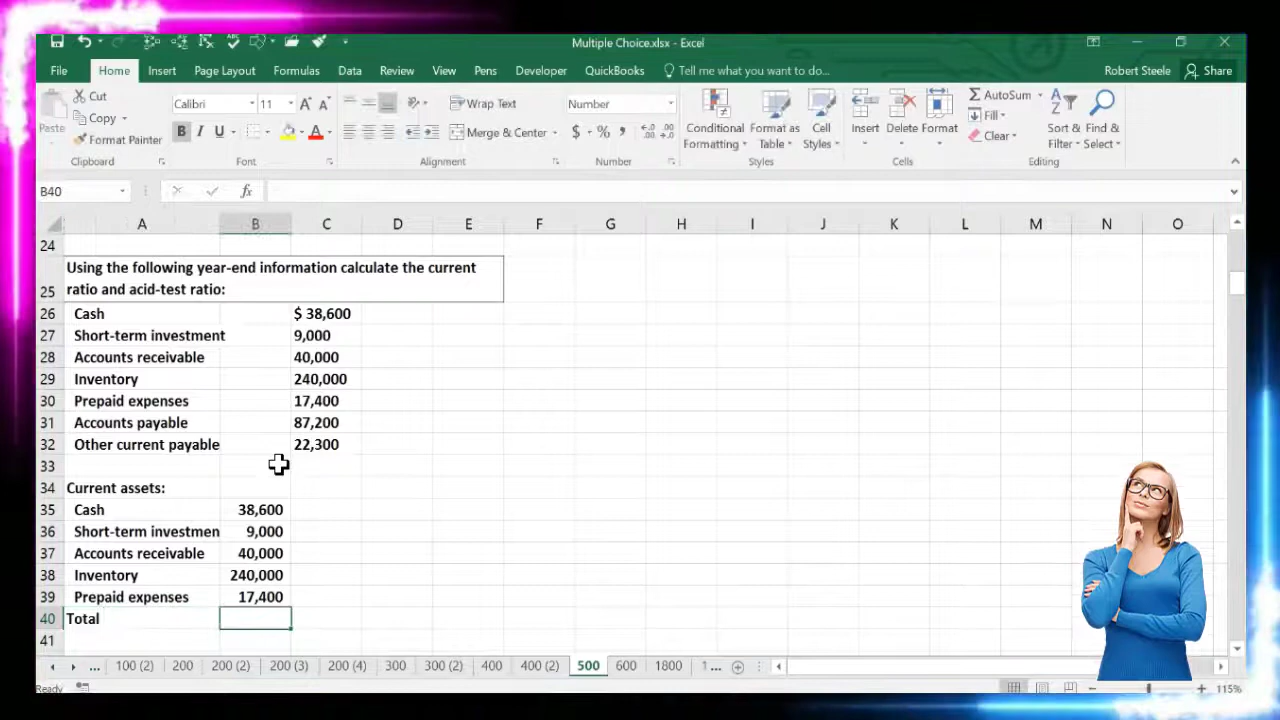 Multiple Choice.xlsx - Excel
File Home Insert Page Layout Formulas Data Review View Pens Developer QuickBooks Tell me what you want to do... Robert Steele Share
Paste
Cut
Copy
Format Painter
Clipboard
Calibri 11
B I U
Font
Wrap Text
Merge & Center
Alignment
Number
$ % ,
Number
Conditional Formatting
Format as Table
Cell Styles
Styles
Insert Delete Format
Cells
AutoSum
Fill
Clear
Sort & Filter
Find & Select
Editing
B40 fx
A B C D E F G H I J K L M N O
24
25 Using the following year-end information calculate the current
ratio and acid-test ratio:
26 Cash $ 38,600
27 Short-term investment 9,000
28 Accounts receivable 40,000
29 Inventory 240,000
30 Prepaid expenses 17,400
31 Accounts payable 87,200
32 Other current payable 22,300
33
34 Current assets:
35 Cash 38,600
36 Short-term investmen 9,000
37 Accounts receivable 40,000
38 Inventory 240,000
39 Prepaid expenses 17,400
40 Total
41
... 100 (2) 200 200 (2) 200 (3) 200 (4) 300 300 (2) 400 400 (2) 500 600 1800 1 ...
Ready 115%